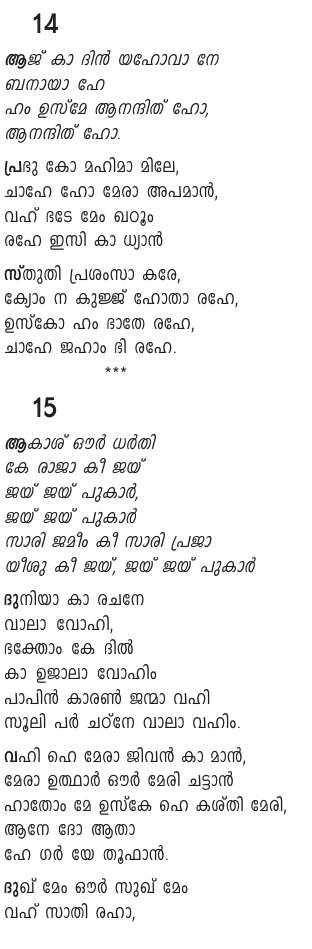 14
ആജ് കാ ദിൻ യഹോവാ നേ
ബനായാ ഹേ
ഹം ഉസ്മേ ആനന്ദിത് ഹോ,
ആനന്ദിത് ഹോ.
പ്രഭു കോ മഹിമാ മിലേ,
ചാഹേ ഹോ മേരാ അപമാൻ,
വഹ് ഭടേ മേം ഖഠൂം
രഹേ ഇസി കാ ധ്യാൻ
സ്തുതി പ്രശംസാ കരേ,
ക്യോം ന കുജ്ജ് ഹോതാ രഹേ,
ഉസ്കോ ഹം ഭാതേ രഹേ,
ചാഹേ ജഹാം ഭി രഹേ.
***
15
ആകാശ് ഔർ ധർതി
കേ രാജാ കീ ജയ്
ജയ് ജയ് പുകാർ,
ജയ് ജയ് പുകാർ
സാരി ജമീം കീ സാരി പ്രജാ
യീശു കീ ജയ്, ജയ് ജയ് പുകാർ
ദുനിയാ കാ രചനേ
വാലാ വോഹി,
ഭക്തോം കേ ദിൽ
കാ ഉജാലാ വോഹിം
പാപിൻ കാരൺ ജന്മാ വഹി
സൂലി പർ ചഠ്നേ വാലാ വഹിം.
വഹി ഹെ മേരാ ജിവൻ കാ മാൻ,
മേരാ ഉത്ഥാർ ഔർ മേരി ചട്ടാൻ
ഹാതോം മേ ഉസ്കേ ഹെ കശ്തി മേരി,
ആനേ ദോ ആതാ
ഹേ ഗർ യേ തൂഫാൻ.
ദുഖ് മേം ഔർ സുഖ് മേം
വഹ് സാതി രഹാ,